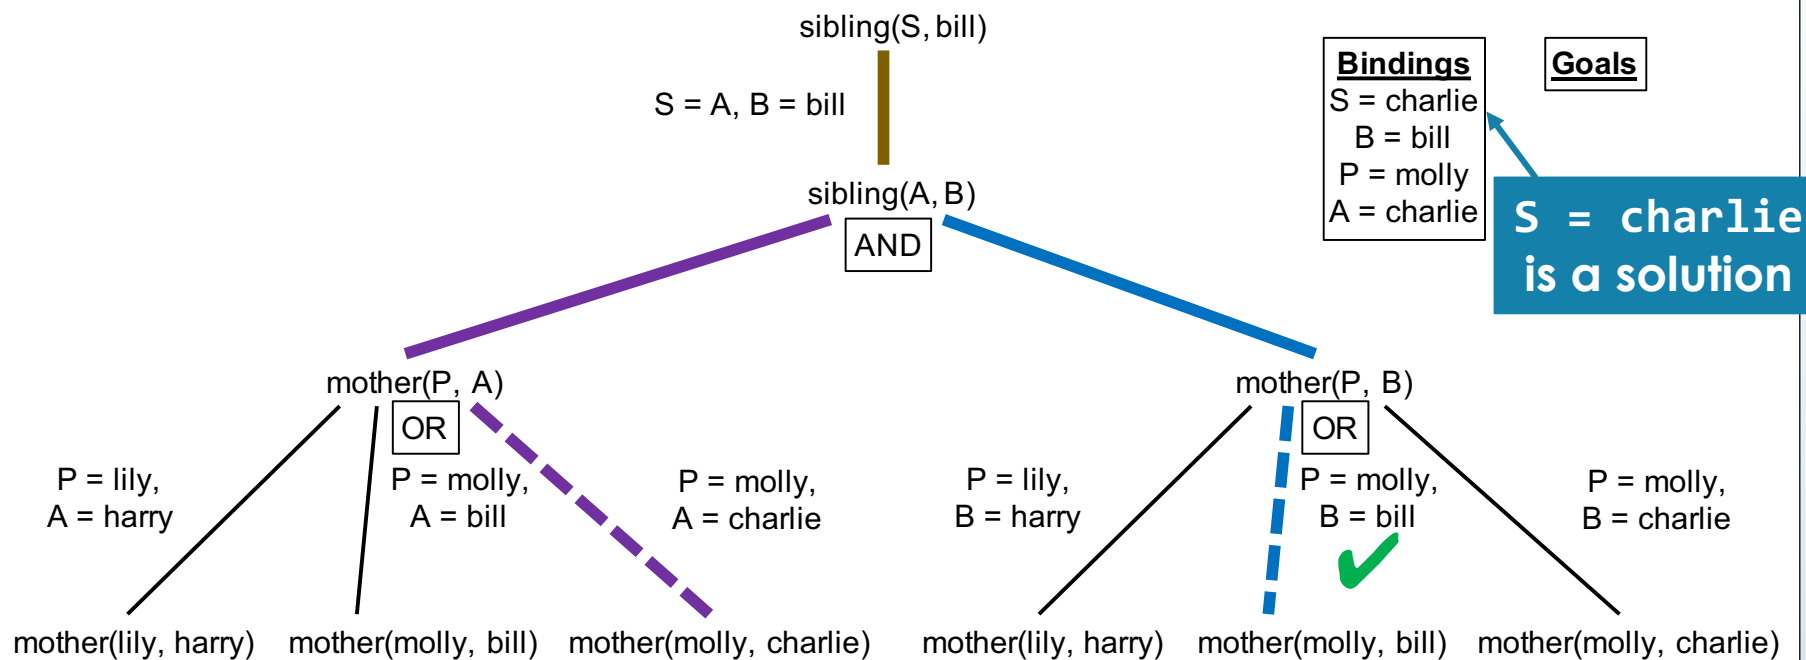 sibling(S, bill)
S = A, B = bill
sibling(A, B)
AND
Bindings
S = charlie
B = bill
P = molly
A = charlie
Goals
S = charlie
is a solution
mother(P, A)
OR
P = lily,
A = harry
P = molly,
A = bill
P = molly,
A = charlie
mother(P, B)
OR
P = lily,
B = harry
P = molly,
B = bill
P = molly,
B = charlie
mother(lily, harry)
mother(molly, bill)
mother(molly, charlie)
mother(lily, harry)
mother(molly, bill)
mother(molly, charlie)